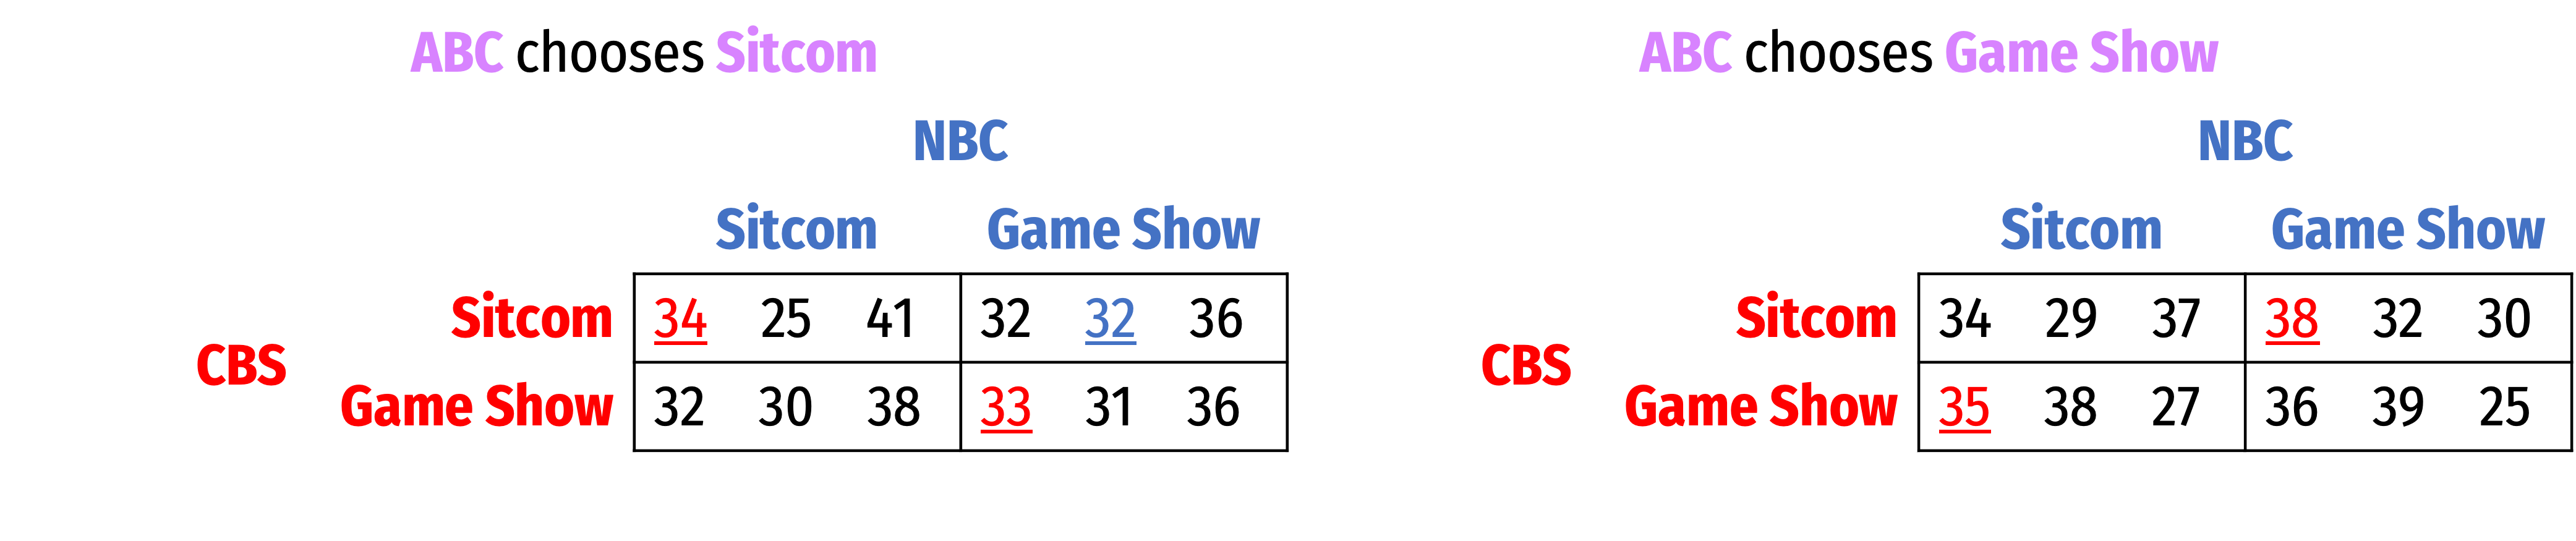 ABC chooses Sitcom
NBC
Sitcom Game Show
CBS
Sitcom 34 25 41 32 32 36
Game Show 32 30 38 33 31 36
ABC chooses Game Show
NBC
Sitcom Game Show
CBS
Sitcom 34 29 37 38 32 30
Game Show 35 38 27 36 39 25